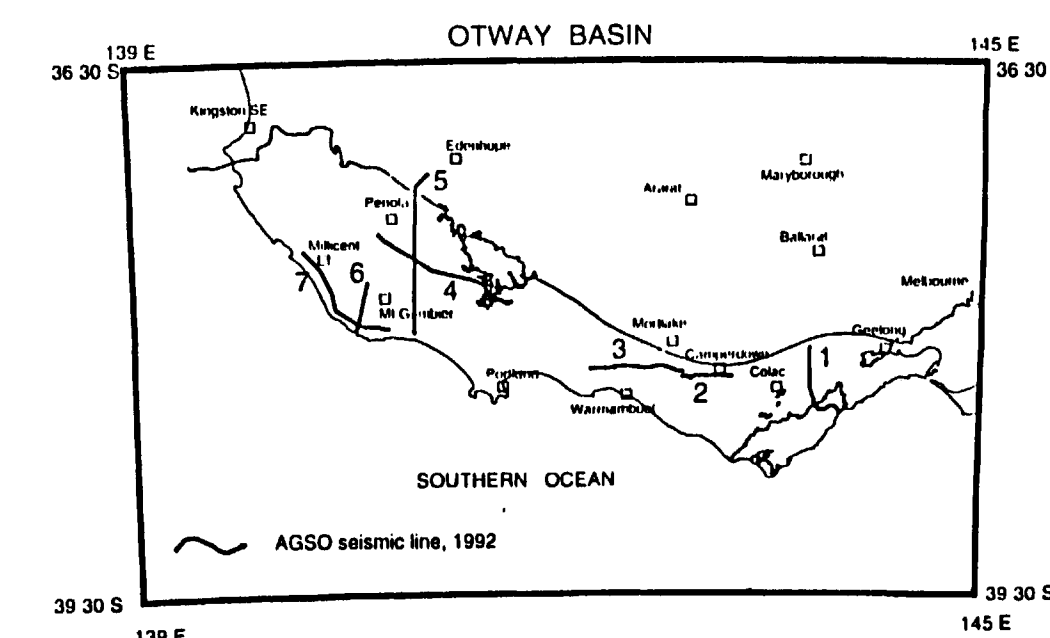 OTWAY BASIN
139 E
145 E
36 30 S
36 30
Kingston SE
Edenhope
Maryborough
5
Ararat
Penola
Ballarat
Millicent
6
7
4
Melbourne
Mt Gambier
Mortlake
Geelong
3
Camperdown
1
Portland
Colac
2
Warrnambool
SOUTHERN OCEAN
AGSO seismic line, 1992
39 30 S
39 30 S
139 E
145 E